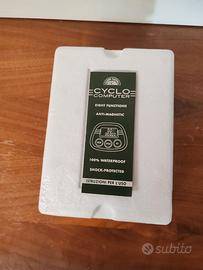 CYCLO
COMPUTER
EIGHT FUNCTIONS
ANTI-MAGNETIC
100% WATERPROOF
SHOCK-PROTECTED
ISTRUZIONI PER L'USO
subito